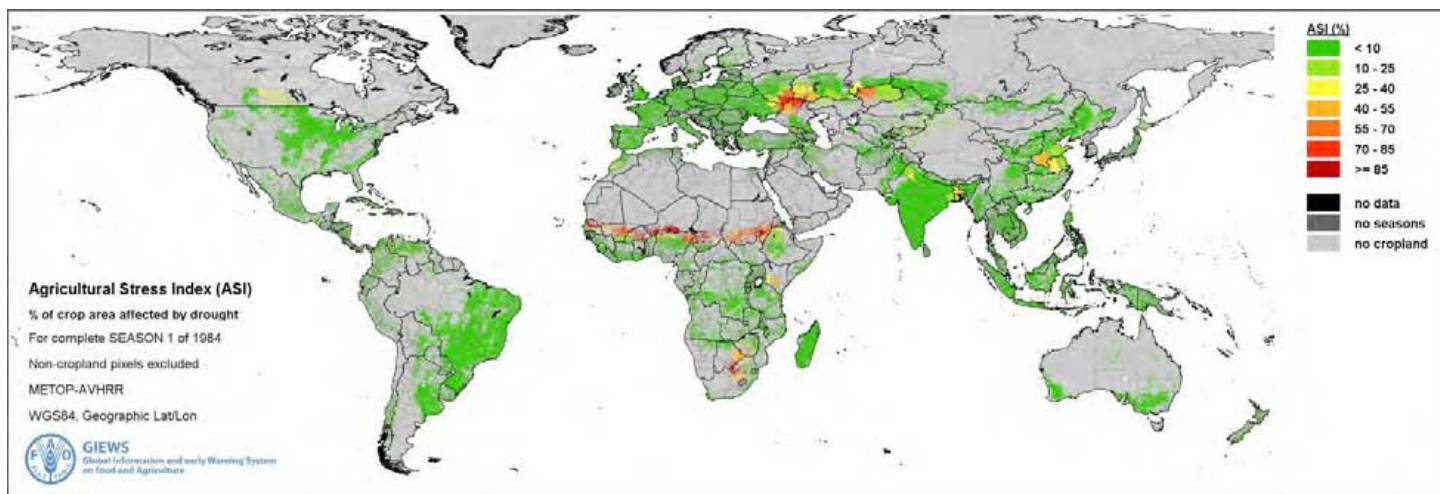 ASI (%)
< 10
10 - 25
25 - 40
40 - 55
55 - 70
70 - 85
>= 85
no data
no seasons
no cropland
Agricultural Stress Index (ASI)
% of crop area affected by drought
For complete SEASON 1 of 1984
Non-cropland pixels excluded
METOP-AVHRR
WGS84, Geographic Lat/Lon
F A O
GIEWS
Global Information and early Warning System
on food and Agriculture